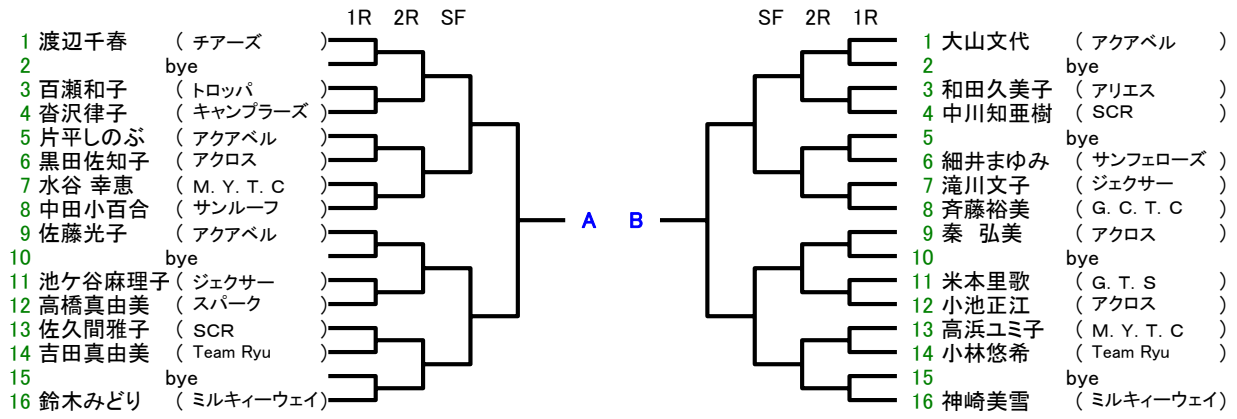 1R 2R SF
1 渡辺千春 ( チアーズ )
2 bye
3 百瀬和子 ( トロッパ )
4 沓沢律子 ( キャンプラーズ )
5 片平しのぶ ( アクアベル )
6 黒田佐知子 ( アクロス )
7 水谷 幸恵 ( M. Y. T. C )
8 中田小百合 ( サンルーフ )
9 佐藤光子 ( アクアベル )
10 bye
11 池ケ谷麻理子 ( ジェクサー )
12 高橋真由美 ( スパーク )
13 佐久間雅子 ( SCR )
14 吉田真由美 ( Team Ryu )
15 bye
16 鈴木みどり ( ミルキィーウェイ)
A B
SF 2R 1R
1 大山文代 ( アクアベル )
2 bye
3 和田久美子 ( アリエス )
4 中川知亜樹 ( SCR )
5 bye
6 細井まゆみ ( サンフェローズ )
7 滝川文子 ( ジェクサー )
8 斉藤裕美 ( G. C. T. C )
9 秦 弘美 ( アクロス )
10 bye
11 米本里歌 ( G. T. S )
12 小池正江 ( アクロス )
13 高浜ユミ子 ( M. Y. T. C )
14 小林悠希 ( Team Ryu )
15 bye
16 神崎美雪 ( ミルキィーウェイ)